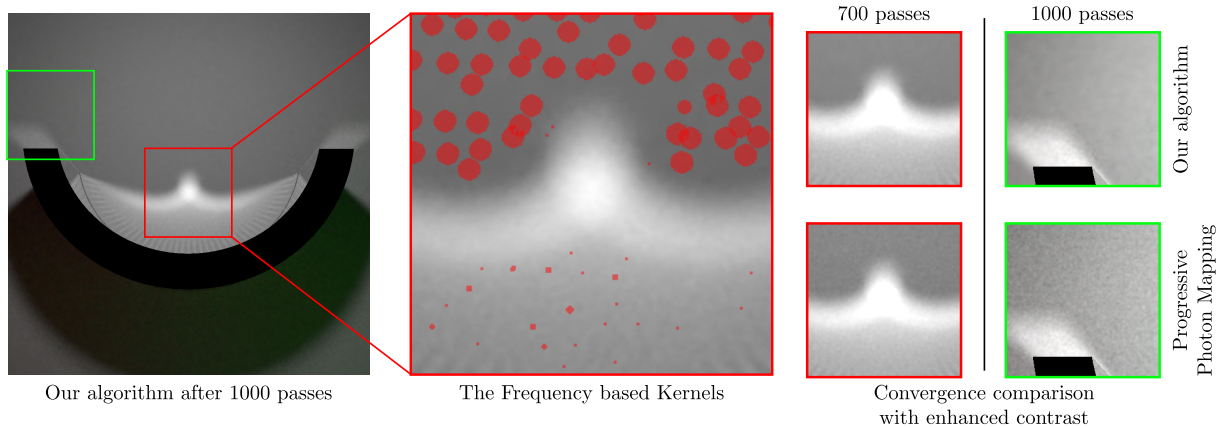 700 passes
1000 passes
Our algorithm
Progressive
Photon Mapping
Our algorithm after 1000 passes
The Frequency based Kernels
Convergence comparison
with enhanced contrast